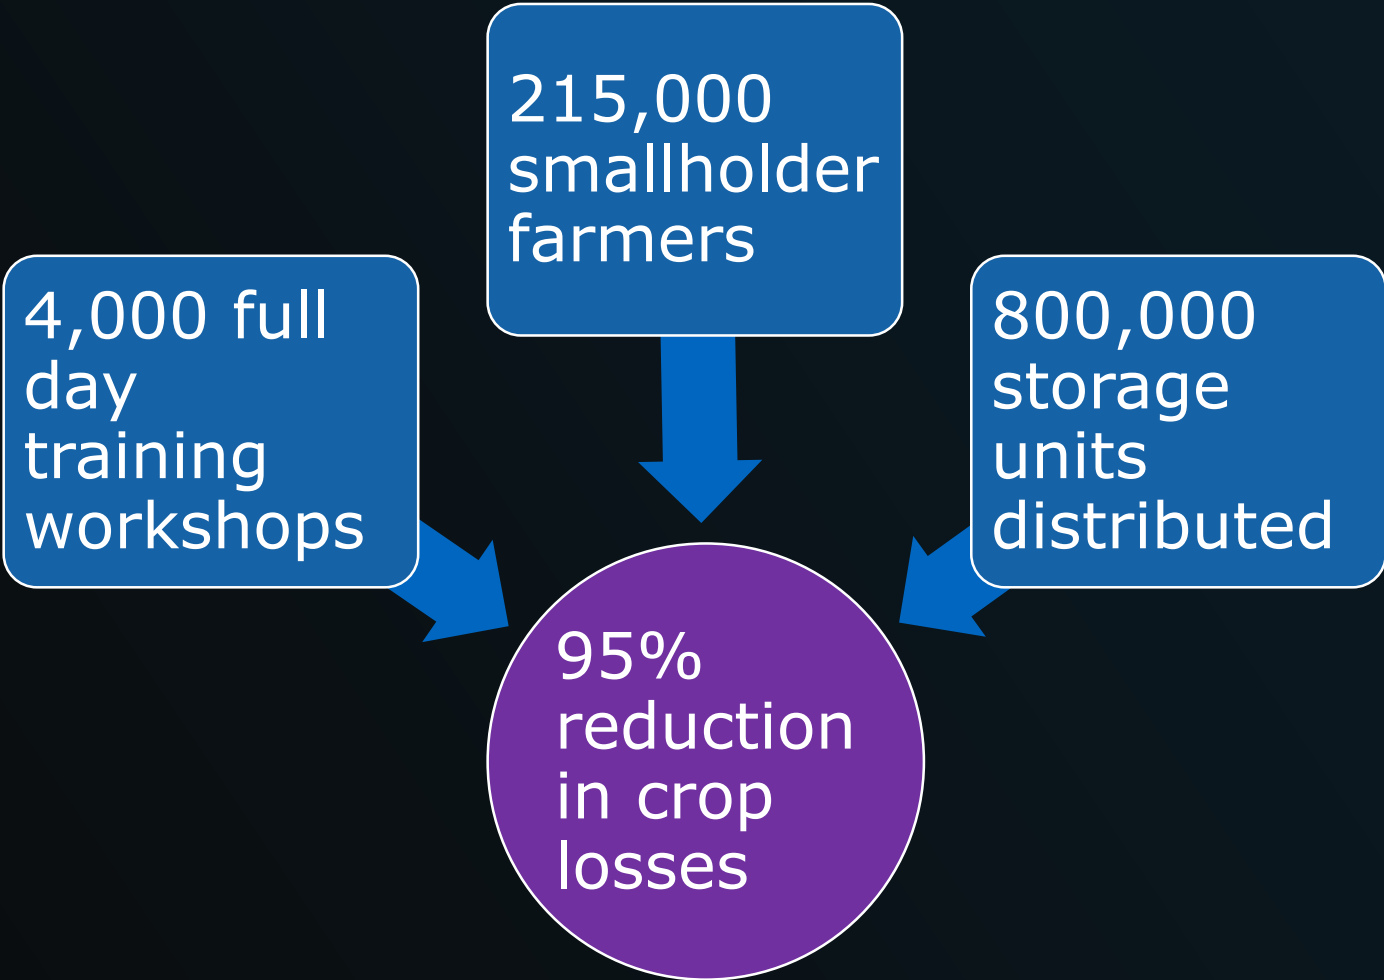 215,000
smallholder
farmers
4,000 full
day
training
workshops
800,000
storage
units
distributed
95%
reduction
in crop
losses